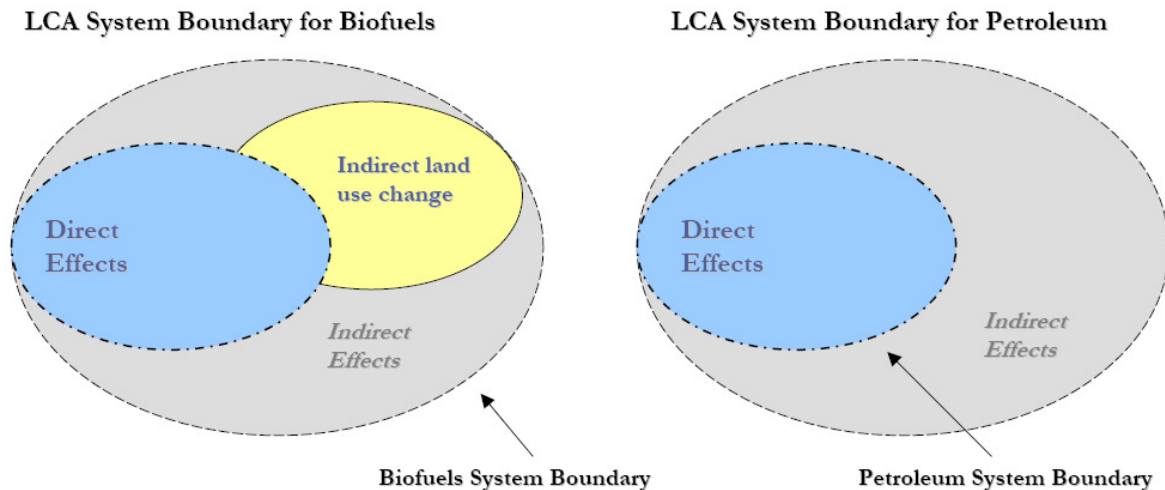 LCA System Boundary for Biofuels
Indirect land
use change
Direct
Effects
Indirect
Effects
Biofuels System Boundary
LCA System Boundary for Petroleum
Direct
Effects
Indirect
Effects
Petroleum System Boundary